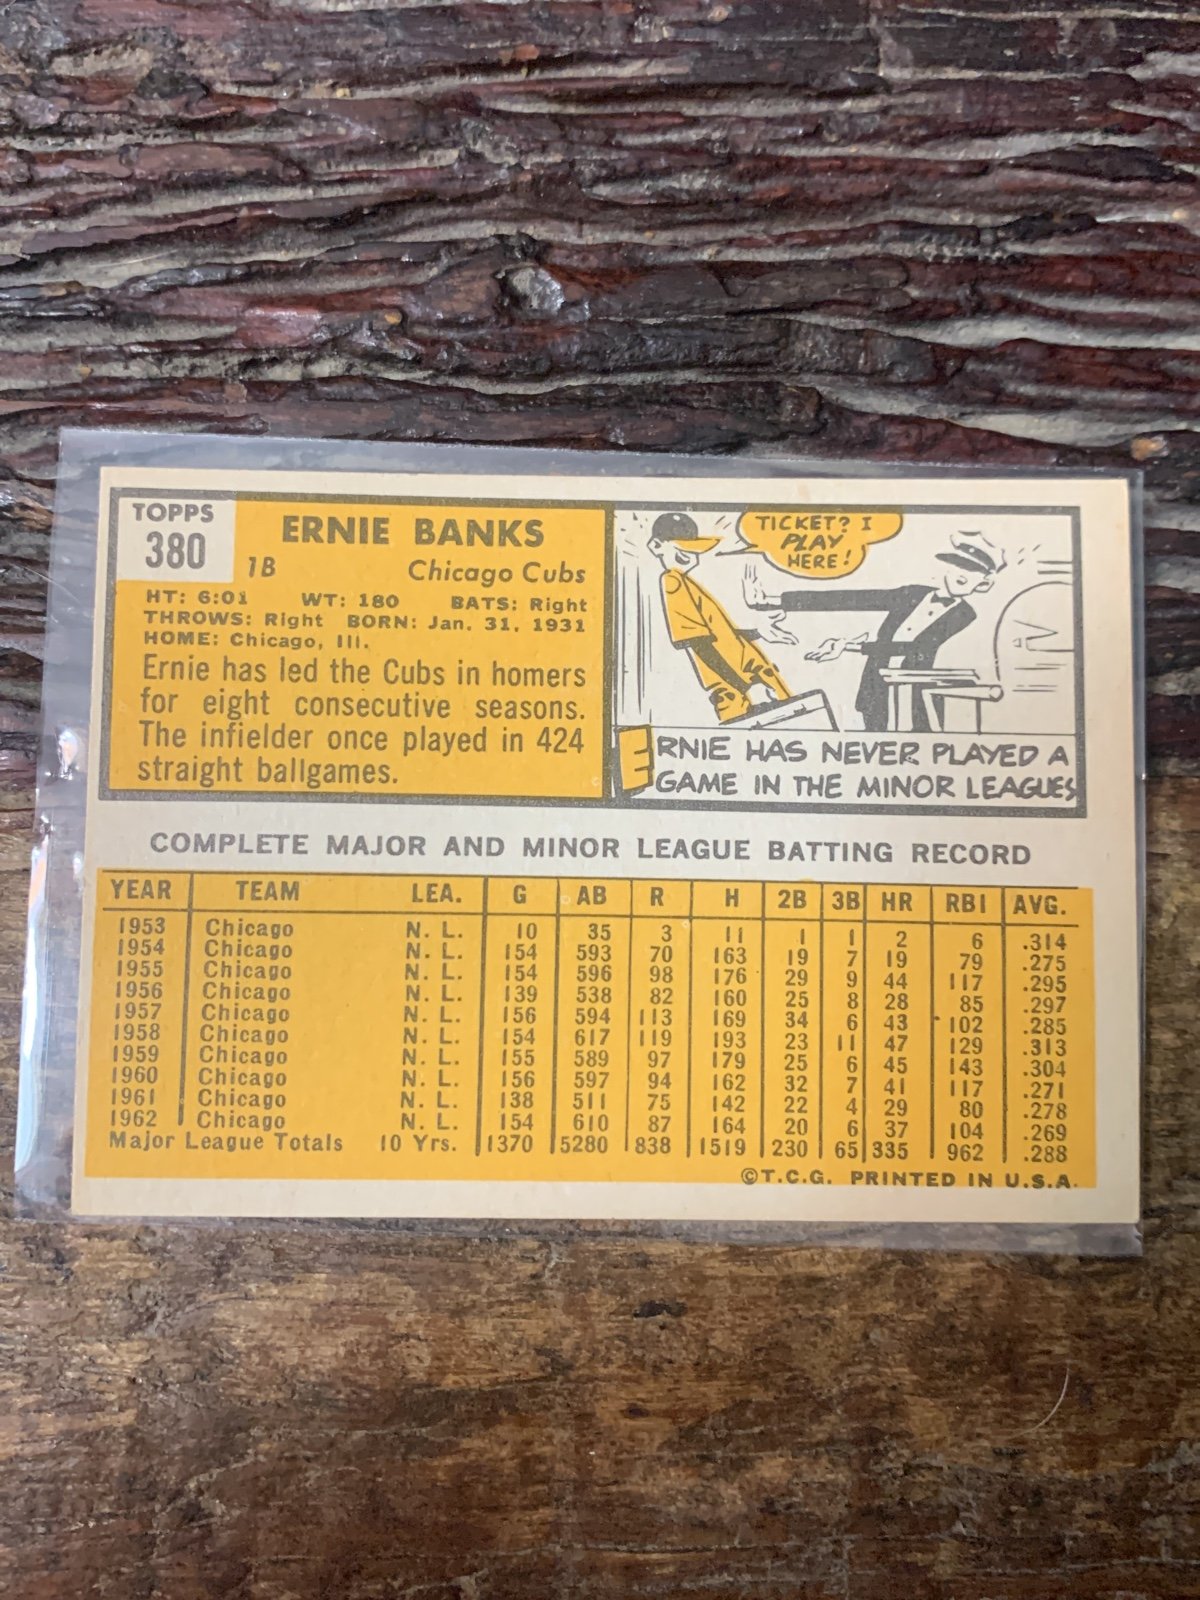 TOPPS
380
ERNIE BANKS
1B Chicago Cubs
HT: 6:01 WT: 180 BATS: Right
THROWS: Right BORN: Jan. 31, 1931
HOME: Chicago, Ill.
Ernie has led the Cubs in homers
for eight consecutive seasons.
The infielder once played in 424
straight ballgames.
TICKET? I
PLAY
HERE!
ERNIE HAS NEVER PLAYED A
GAME IN THE MINOR LEAGUES
COMPLETE MAJOR AND MINOR LEAGUE BATTING RECORD
YEAR TEAM LEA. G AB R H 2B 3B HR RBI AVG.
1953 Chicago N. L. 10 35 3 11 1 1 2 6 .314
1954 Chicago N. L. 154 593 70 163 19 7 19 79 .275
1955 Chicago N. L. 154 596 98 176 29 9 44 117 .295
1956 Chicago N. L. 139 538 82 160 25 8 28 85 .297
1957 Chicago N. L. 156 594 113 169 34 6 43 102 .285
1958 Chicago N. L. 154 617 119 193 23 11 47 129 .313
1959 Chicago N. L. 155 589 97 179 25 6 45 143 .304
1960 Chicago N. L. 156 597 94 162 32 7 41 117 .271
1961 Chicago N. L. 138 511 75 142 22 4 29 80 .278
1962 Chicago N. L. 154 610 87 164 20 6 37 104 .269
Major League Totals 10 Yrs. 1370 5280 838 1519 230 65 335 962 .288
©T.C.G. PRINTED IN U.S.A.